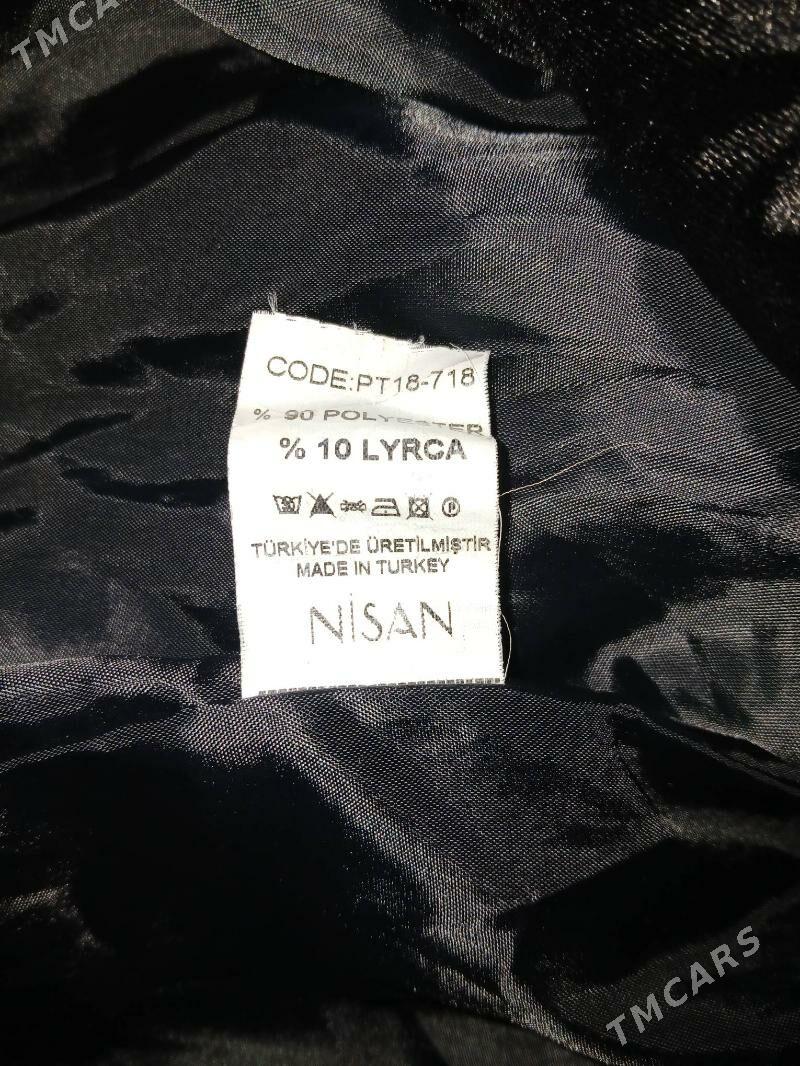 TMCARS
CODE:PT18-718
% 90 POLYESTER
% 10 LYRCA
TÜRKİYE'DE ÜRETİLMİŞTİR
MADE IN TURKEY
NİSAN
TMCARS